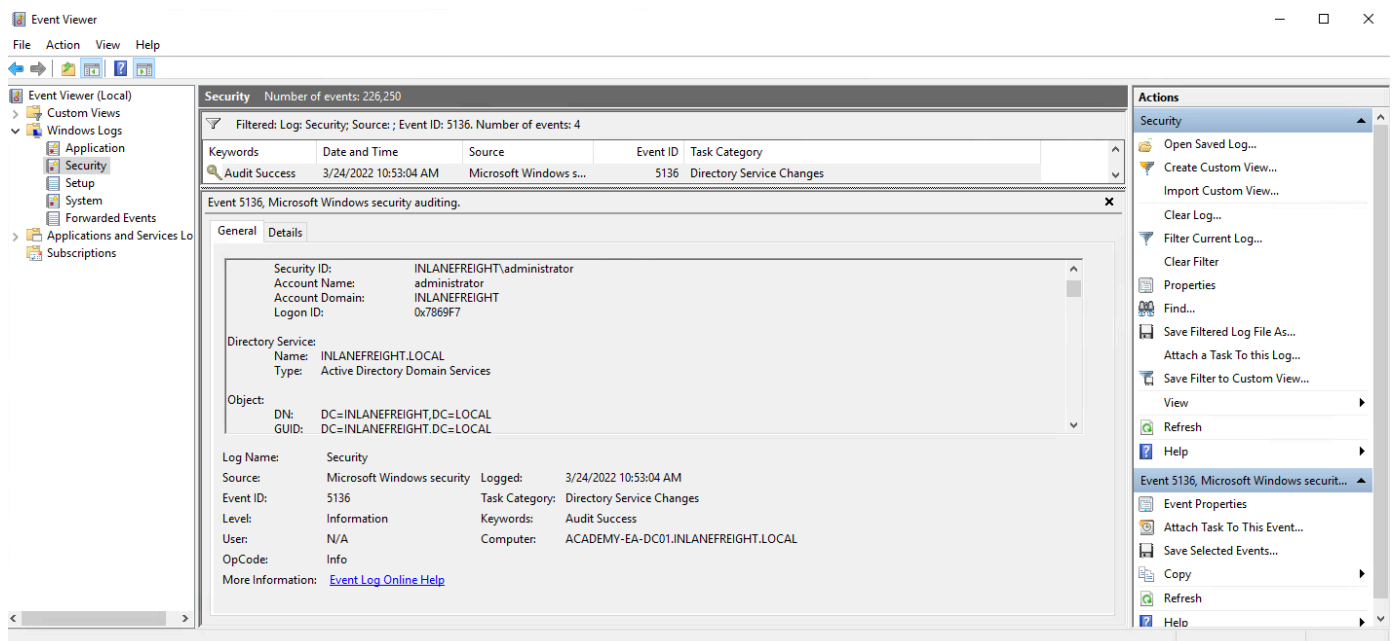 Event Viewer
File Action View Help
Event Viewer (Local)
Custom Views
Windows Logs
Application
Security
Setup
System
Forwarded Events
Applications and Services Lo
Subscriptions
Security Number of events: 226,250
Filtered: Log: Security; Source: ; Event ID: 5136. Number of events: 4
Keywords Date and Time Source Event ID Task Category
Audit Success 3/24/2022 10:53:04 AM Microsoft Windows s... 5136 Directory Service Changes
Event 5136, Microsoft Windows security auditing.
General Details
Security ID: INLANEFREIGHT\administrator
Account Name: administrator
Account Domain: INLANEFREIGHT
Logon ID: 0x7869F7
Directory Service:
Name: INLANEFREIGHT.LOCAL
Type: Active Directory Domain Services
Object:
DN: DC=INLANEFREIGHT,DC=LOCAL
GUID: DC=INLANEFREIGHT,DC=LOCAL
Log Name: Security
Source: Microsoft Windows security Logged: 3/24/2022 10:53:04 AM
Event ID: 5136 Task Category: Directory Service Changes
Level: Information Keywords: Audit Success
User: N/A Computer: ACADEMY-EA-DC01.INLANEFREIGHT.LOCAL
OpCode: Info
More Information: Event Log Online Help
Actions
Security
Open Saved Log...
Create Custom View...
Import Custom View...
Clear Log...
Filter Current Log...
Clear Filter
Properties
Find...
Save Filtered Log File As...
Attach a Task To this Log...
Save Filter to Custom View...
View
Refresh
Help
Event 5136, Microsoft Windows securit...
Event Properties
Attach Task To This Event...
Save Selected Events...
Copy
Refresh
Help